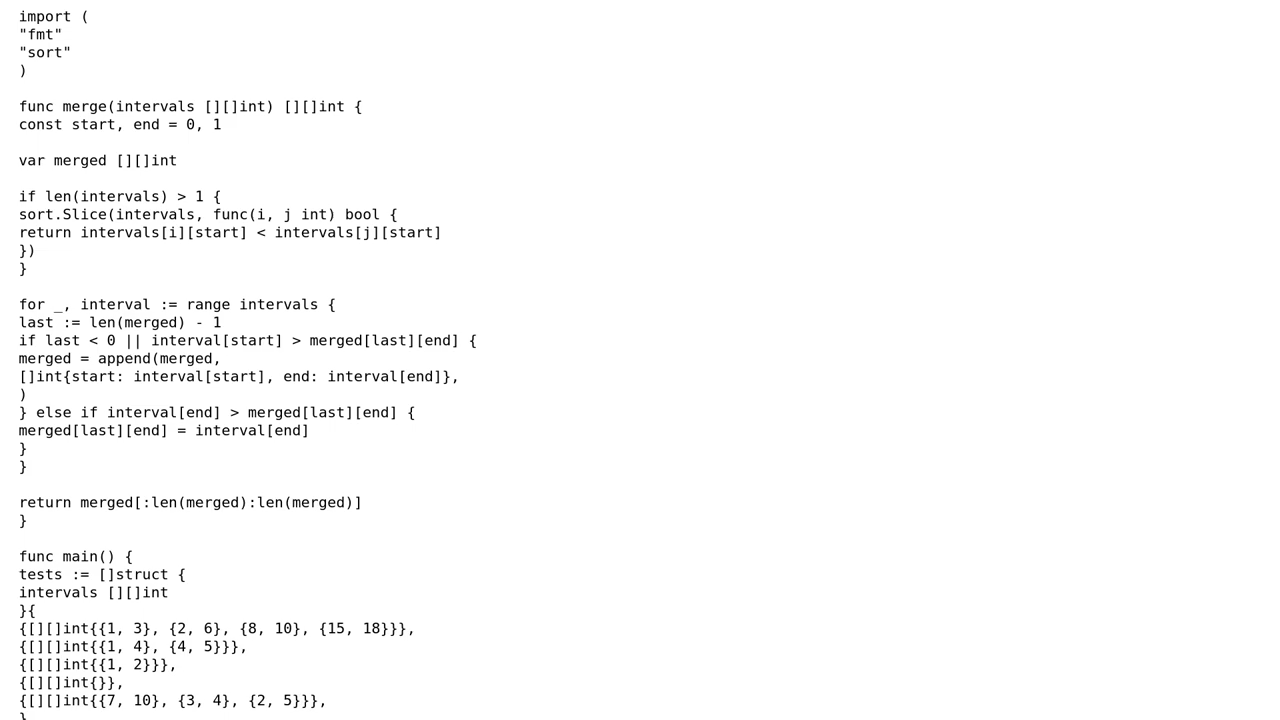 import (
"fmt"
"sort"
)

func merge(intervals [][]int) [][]int {
const start, end = 0, 1

var merged [][]int

if len(intervals) > 1 {
sort.Slice(intervals, func(i, j int) bool {
return intervals[i][start] < intervals[j][start]
})
}

for _, interval := range intervals {
last := len(merged) - 1
if last < 0 || interval[start] > merged[last][end] {
merged = append(merged,
[]int{start: interval[start], end: interval[end]},
)
} else if interval[end] > merged[last][end] {
merged[last][end] = interval[end]
}
}

return merged[:len(merged):len(merged)]
}

func main() {
tests := []struct {
intervals [][]int
}{
{[][]int{{1, 3}, {2, 6}, {8, 10}, {15, 18}}},
{[][]int{{1, 4}, {4, 5}}},
{[][]int{{1, 2}}},
{[][]int{}},
{[][]int{{7, 10}, {3, 4}, {2, 5}}},
}